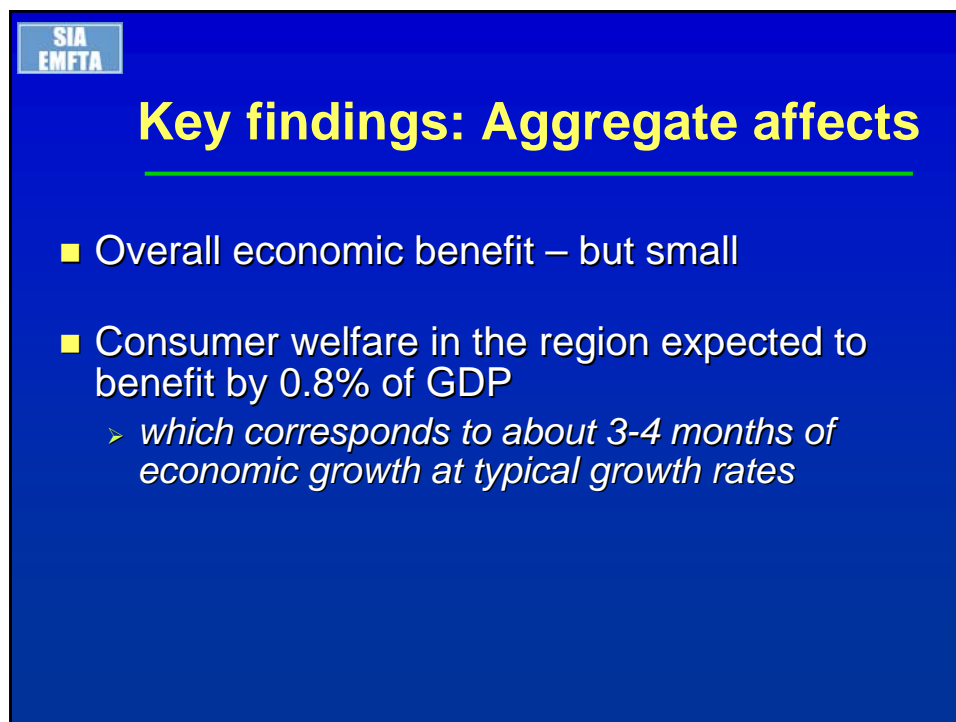 SIA
EMFTA
Key findings: Aggregate affects
Overall economic benefit – but small
Consumer welfare in the region expected to
benefit by 0.8% of GDP
which corresponds to about 3-4 months of
economic growth at typical growth rates